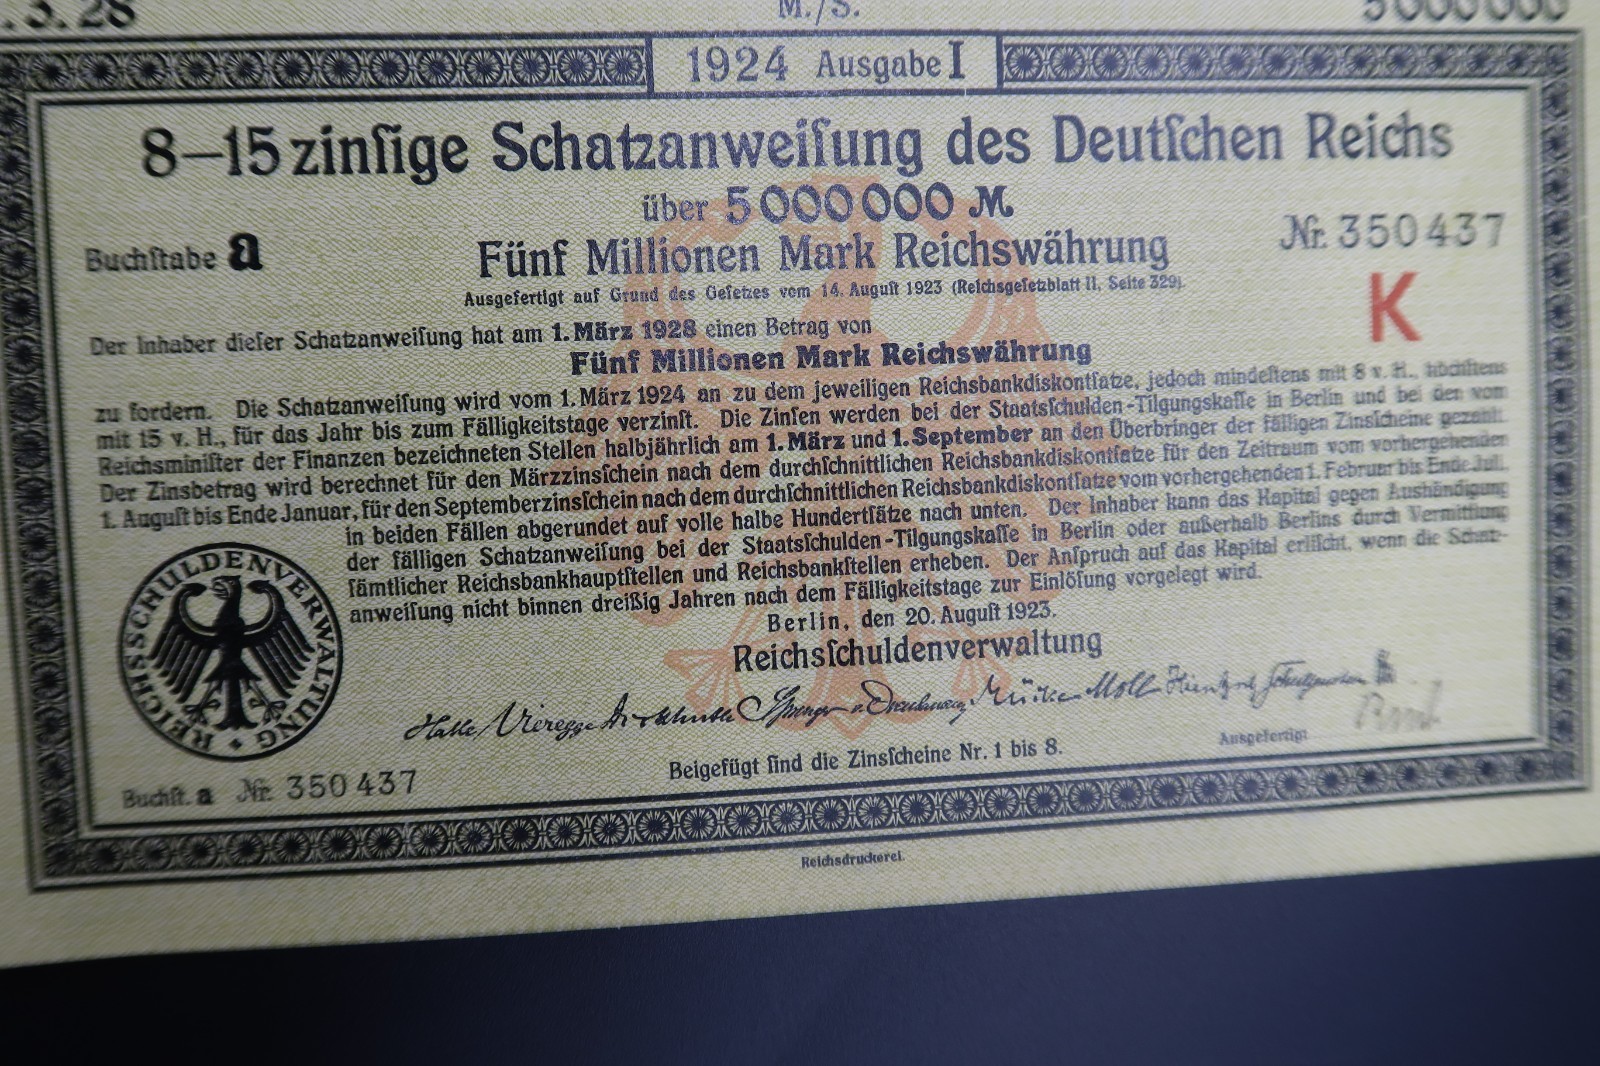 .3.28
M./S.
5000000
1924 Ausgabe I
8–15 zinſige Schatzanweiſung des Deutſchen Reichs
über 5000000 M
Buchſtabe a
Nr. 350437
Fünf Millionen Mark Reichswährung
Ausgefertigt auf Grund des Geſetzes vom 14. Auguſt 1923 (Reichsgeſetzblatt II, Seite 329).
K
Der Inhaber dieſer Schatzanweiſung hat am 1. März 1928 einen Betrag von
Fünf Millionen Mark Reichswährung
zu fordern. Die Schatzanweiſung wird vom 1. März 1924 an zu dem jeweiligen Reichsbankdiskontſatze, jedoch mindeſtens mit 8 v. H., höchſtens
mit 15 v. H., für das Jahr bis zum Fälligkeitstage verzinſt. Die Zinſen werden bei der Staatsſchulden-Tilgungskaſſe in Berlin und bei den vom
Reichsminiſter der Finanzen bezeichneten Stellen halbjährlich am 1. März und 1. September an den Überbringer der fälligen Zinsſcheine gezahlt.
Der Zinsbetrag wird berechnet für den Märzzinsſchein nach dem durchſchnittlichen Reichsbankdiskontſatze für den Zeitraum vom vorhergehenden
1. Auguſt bis Ende Januar, für den Septemberzinsſchein nach dem durchſchnittlichen Reichsbankdiskontſatze vom vorhergehenden 1. Februar bis Ende Juli,
in beiden Fällen abgerundet auf volle halbe Hundertſätze nach unten. Der Inhaber kann das Kapital gegen Aushändigung
der fälligen Schatzanweiſung bei der Staatsſchulden-Tilgungskaſſe in Berlin oder außerhalb Berlins durch Vermittlung
ſämtlicher Reichsbankhauptſtellen und Reichsbankſtellen erheben. Der Anſpruch auf das Kapital erliſcht, wenn die Schatz-
anweiſung nicht binnen dreißig Jahren nach dem Fälligkeitstage zur Einlöſung vorgelegt wird.
Berlin, den 20. Auguſt 1923.
Reichsſchuldenverwaltung
REICHSSCHULDENVERWALTUNG
Halle Vieregge Springer Mücke Moll
Ausgefertigt
Beigefügt ſind die Zinſcheine Nr. 1 bis 8.
Buchſt. a Nr. 350437
Reichsdruckerei.